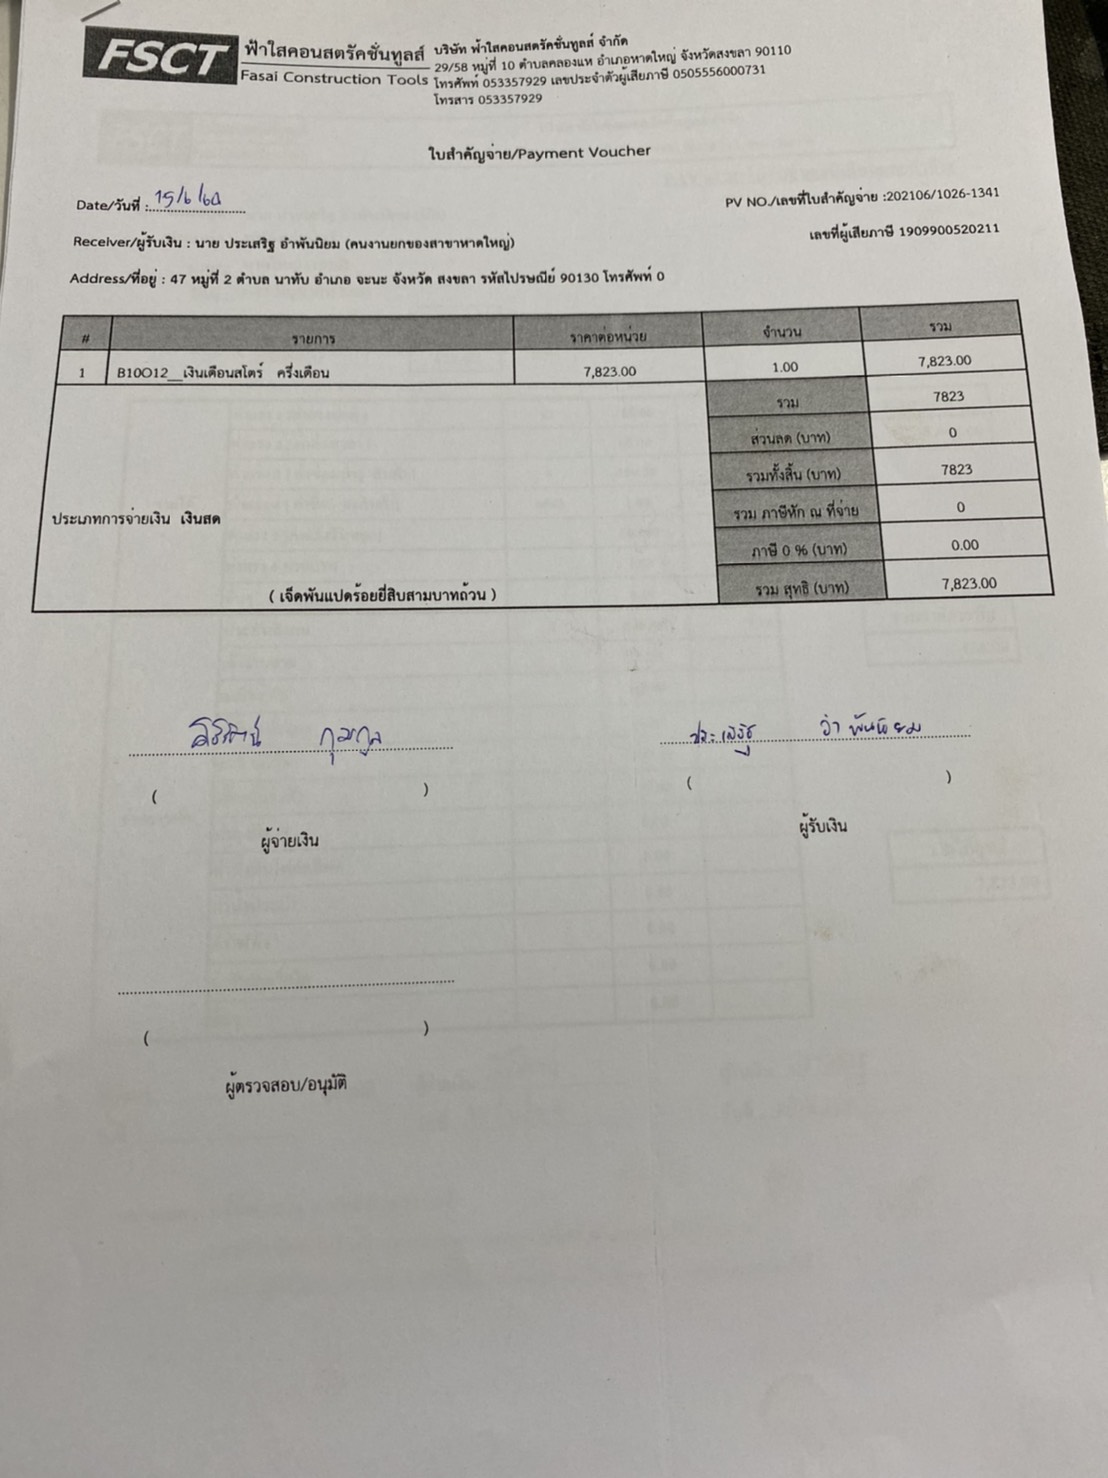 FSCT ฟ้าใสคอนสตรัคชั่นทูลส์
Fasai Construction Tools
บริษัท ฟ้าใสคอนสตรัคชั่นทูลส์ จำกัด
29/58 หมู่ที่ 10 ตำบลคลองแห อำเภอหาดใหญ่ จังหวัดสงขลา 90110
โทรศัพท์ 053357929 เลขประจำตัวผู้เสียภาษี 0505556000731
โทรสาร 053357929
ใบสำคัญจ่าย/Payment Voucher
Date/วันที่ : 15/6/
PV NO./เลขที่ใบสำคัญจ่าย :202106/1026-1341
Receiver/ผู้รับเงิน : นาย ประเสริฐ อำพันนิยม (คนงานยกของสาขาหาดใหญ่)
เลขที่ผู้เสียภาษี 1909900520211
Address/ที่อยู่ : 47 หมู่ที่ 2 ตำบล นาทับ อำเภอ จะนะ จังหวัด สงขลา รหัสไปรษณีย์ 90130 โทรศัพท์ 0
# รายการ ราคาต่อหน่วย จำนวน รวม
1 B10O12__เงินเดือนสโตร์ ครึ่งเดือน 7,823.00 1.00 7,823.00
รวม 7823
ส่วนลด (บาท) 0
รวมทั้งสิ้น (บาท) 7823
ประเภทการจ่ายเงิน เงินสด
รวม ภาษีหัก ณ ที่จ่าย 0
ภาษี 0 % (บาท) 0.00
( เจ็ดพันแปดร้อยยี่สิบสามบาทถ้วน )
รวม สุทธิ (บาท) 7,823.00
ประเสริฐ อำพันนิยม
( ) ( )
ผู้จ่ายเงิน ผู้รับเงิน
( )
ผู้ตรวจสอบ/อนุมัติ